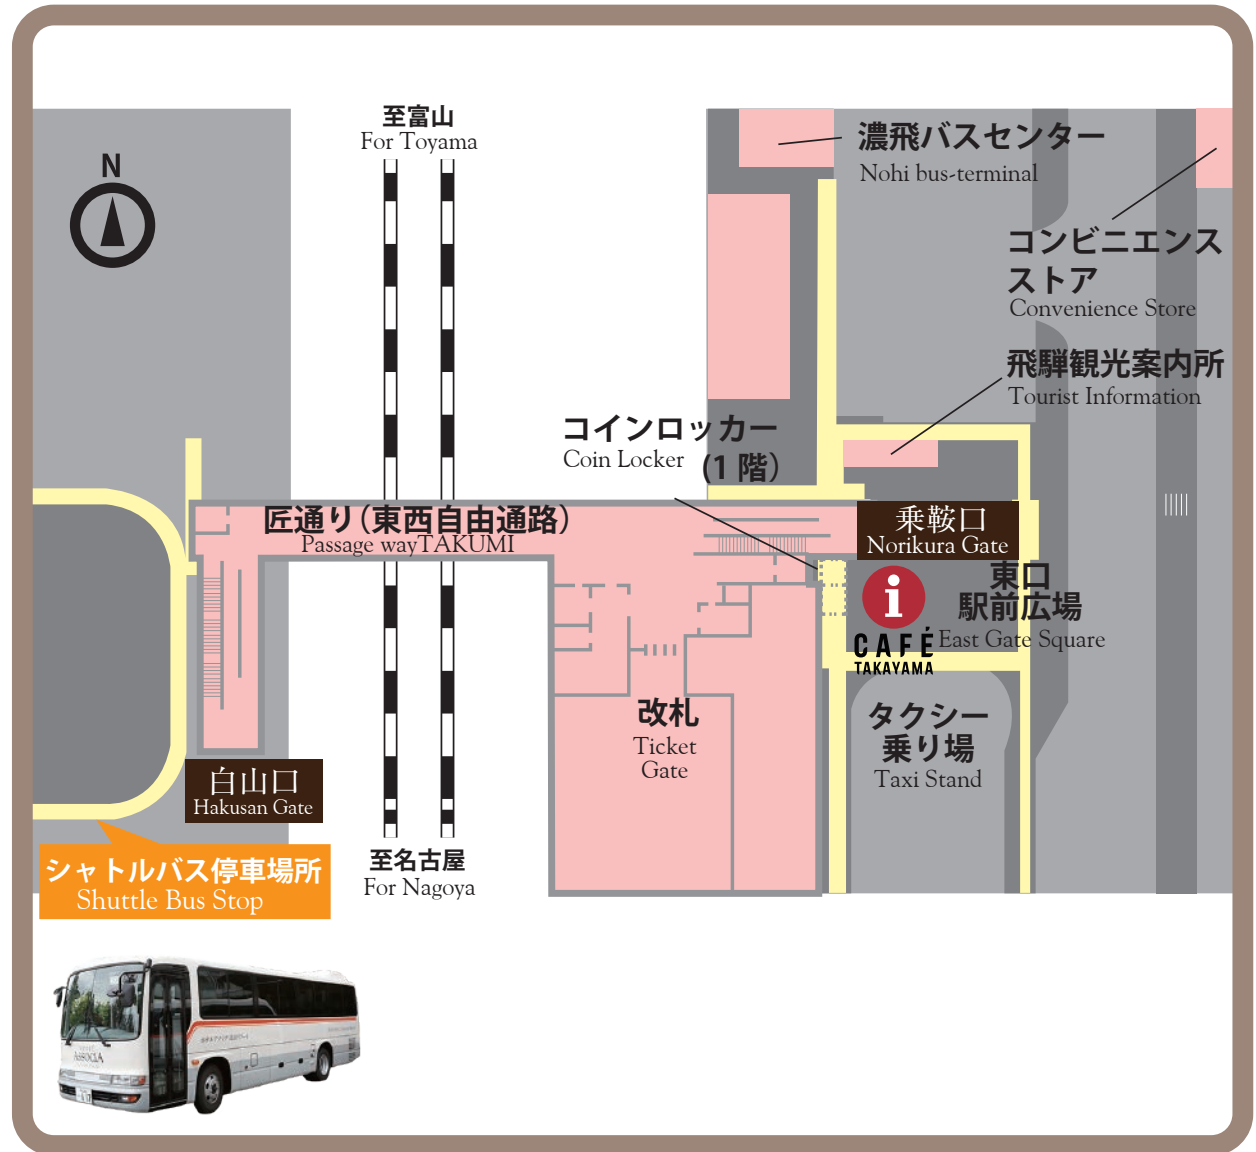 至富山
For Toyama
N
濃飛バスセンター
Nohi bus-terminal
コンビニエンス
ストア
Convenience Store
飛騨観光案内所
Tourist Information
コインロッカー
Coin Locker (1 階)
匠通り(東西自由通路)
Passage wayTAKUMI
乗鞍口
Norikura Gate
東口
駅前広場
East Gate Square
i
CAFÉ
TAKAYAMA
改札
Ticket
Gate
タクシー
乗り場
Taxi Stand
白山口
Hakusan Gate
至名古屋
For Nagoya
シャトルバス停車場所
Shuttle Bus Stop
ASSOCIA